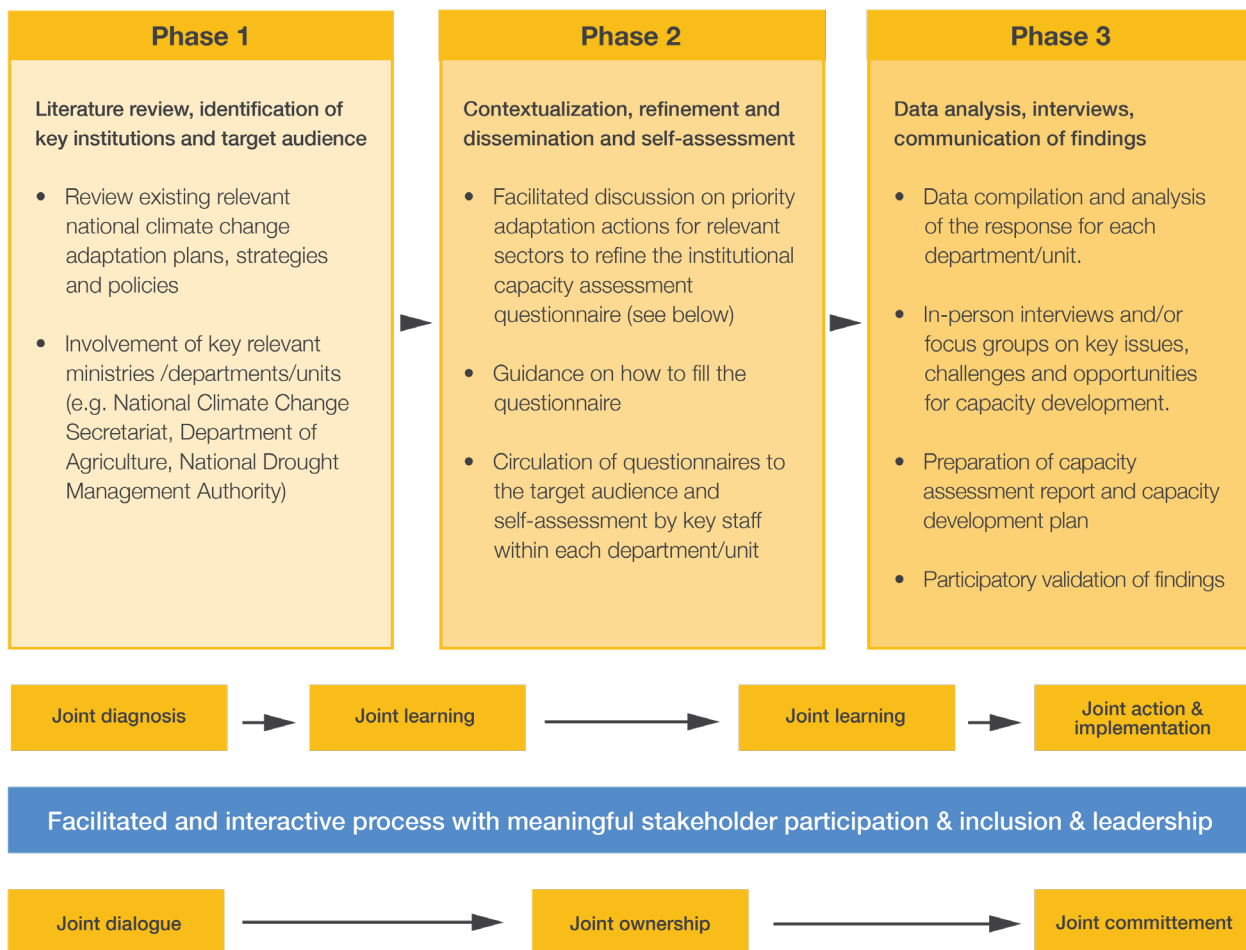 Phase 1
Literature review, identification of
key institutions and target audience
• Review existing relevant
national climate change
adaptation plans, strategies
and policies
• Involvement of key relevant
ministries /departments/units
(e.g. National Climate Change
Secretariat, Department of
Agriculture, National Drought
Management Authority)
Phase 2
Contextualization, refinement and
dissemination and self-assessment
• Facilitated discussion on priority
adaptation actions for relevant
sectors to refine the institutional
capacity assessment
questionnaire (see below)
• Guidance on how to fill the
questionnaire
• Circulation of questionnaires to
the target audience and
self-assessment by key staff
within each department/unit
Phase 3
Data analysis, interviews,
communication of findings
• Data compilation and analysis
of the response for each
department/unit.
• In-person interviews and/or
focus groups on key issues,
challenges and opportunities
for capacity development.
• Preparation of capacity
assessment report and capacity
development plan
• Participatory validation of findings
Joint diagnosis
Joint learning
Joint learning
Joint action &
implementation
Facilitated and interactive process with meaningful stakeholder participation & inclusion & leadership
Joint dialogue
Joint ownership
Joint committement